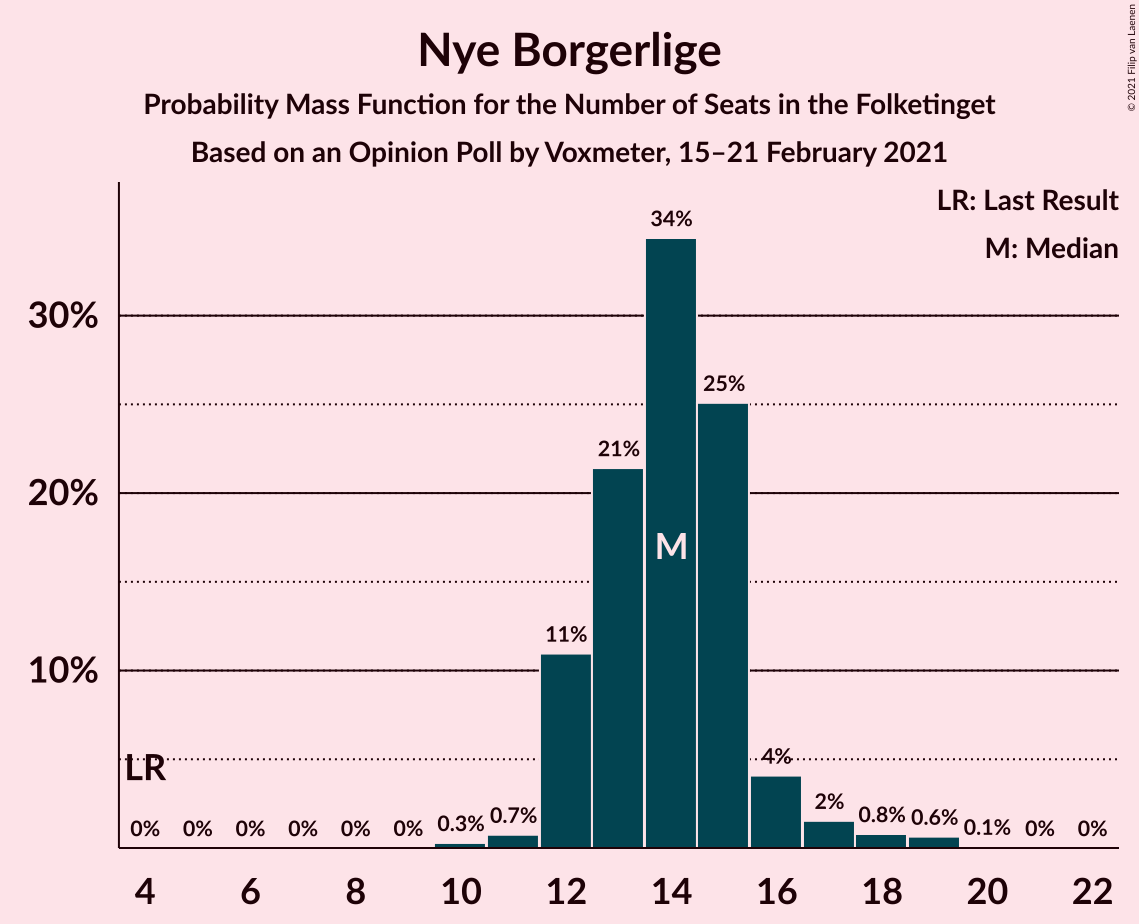 Nye Borgerlige
Probability Mass Function for the Number of Seats in the Folketinget
Based on an Opinion Poll by Voxmeter, 15–21 February 2021
© 2021 Filip van Laenen
LR: Last Result
M: Median
34%
30%
25%
21%
20%
M
11%
10%
LR
4%
2%
0% 0% 0% 0% 0% 0% 0.3% 0.7% 0.8% 0.6% 0.1% 0% 0%
4 6 8 10 12 14 16 18 20 22